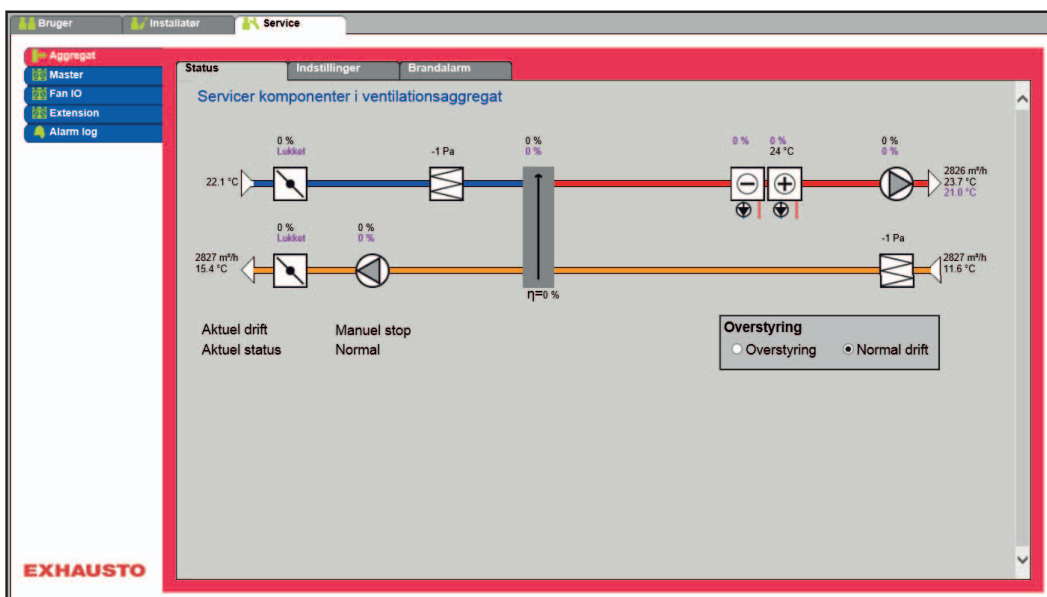 Bruger Installatør Service
Aggregat
Master
Fan IO
Extension
Alarm log
Status Indstillinger Brandalarm
Servicer komponenter i ventilationsaggregat
0 % 0 % 0 % 0 % 0 %
Lukket -1 Pa 0 % 24 °C 0 %
22.1 °C
2826 m³/h
23.7 °C
21.0 °C
0 % 0 %
Lukket 0 % -1 Pa
2827 m³/h 2827 m³/h
15.4 °C 11.6 °C
η=0 %
Aktuel drift Manuel stop
Aktuel status Normal
Overstyring
Overstyring Normal drift
EXHAUSTO